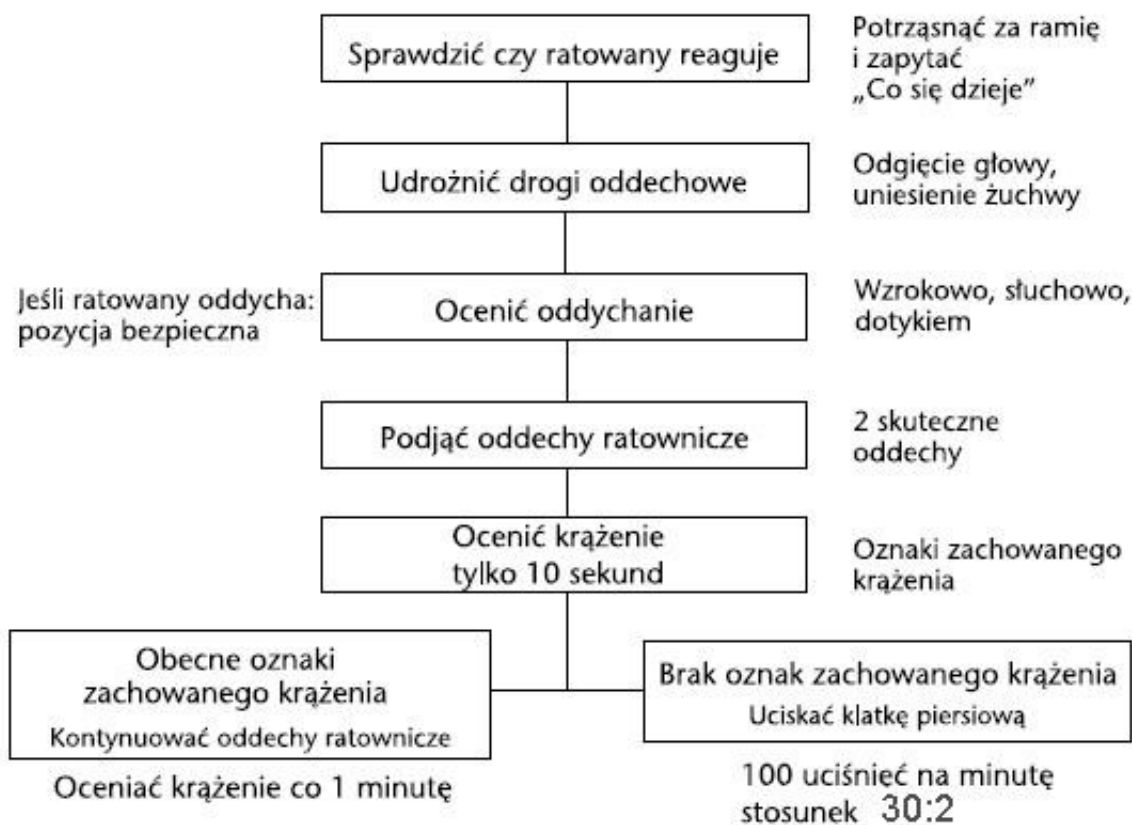 Sprawdzić czy ratowany reaguje
Potrząsnąć za ramię
i zapytać
„Co się dzieje”
Udrożnić drogi oddechowe
Odgięcie głowy,
uniesienie żuchwy
Jeśli ratowany oddycha:
pozycja bezpieczna
Ocenić oddychanie
Wzrokowo, słuchowo,
dotykiem
Podjąć oddechy ratownicze
2 skuteczne
oddechy
Ocenić krążenie
tylko 10 sekund
Oznaki zachowanego
krążenia
Obecne oznaki
zachowanego krążenia
Kontynuować oddechy ratownicze
Oceniać krążenie co 1 minutę
Brak oznak zachowanego krążenia
Uciskać klatkę piersiową
100 uciśnięć na minutę
stosunek 30:2